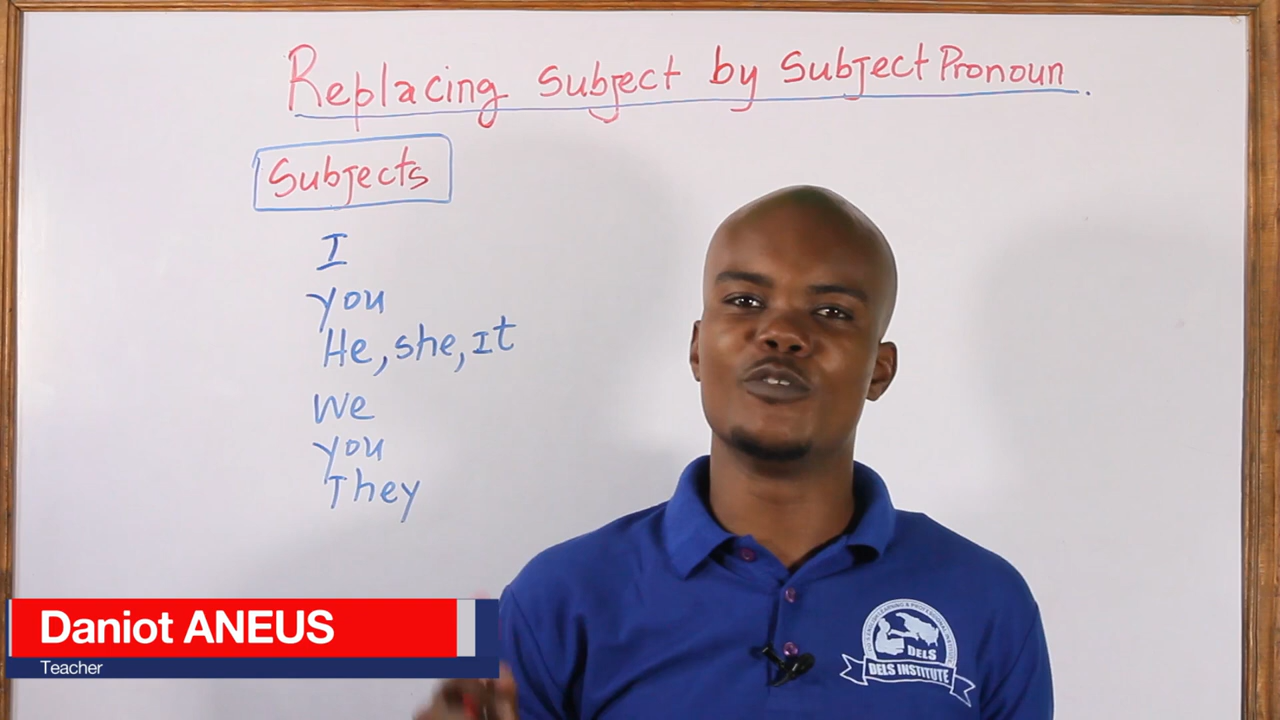 Replacing Subject by Subject Pronoun.
Subjects
I
you
He, she, It
We
you
They
Daniot ANEUS
Teacher
DELS
DELS INSTITUTE